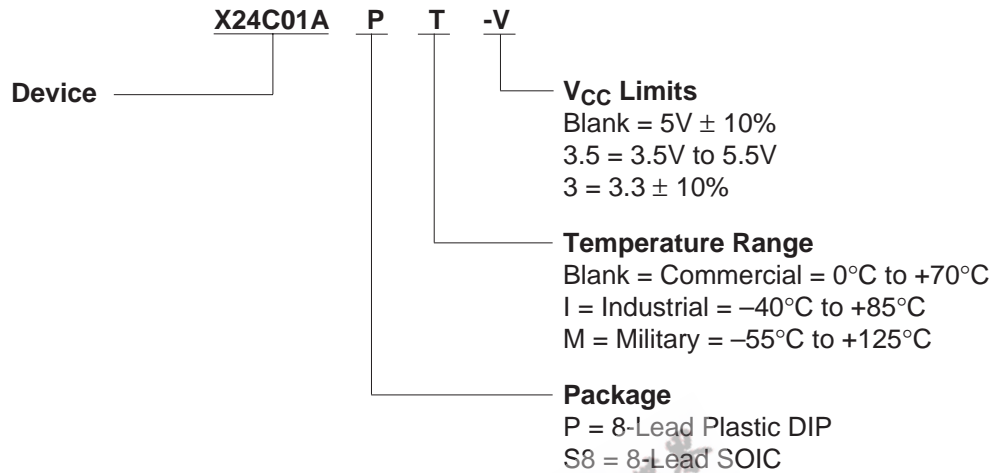 X24C01A P T -V
Device
VCC Limits
Blank = 5V ± 10%
3.5 = 3.5V to 5.5V
3 = 3.3 ± 10%
Temperature Range
Blank = Commercial = 0°C to +70°C
I = Industrial = –40°C to +85°C
M = Military = –55°C to +125°C
Package
P = 8-Lead Plastic DIP
S8 = 8-Lead SOIC